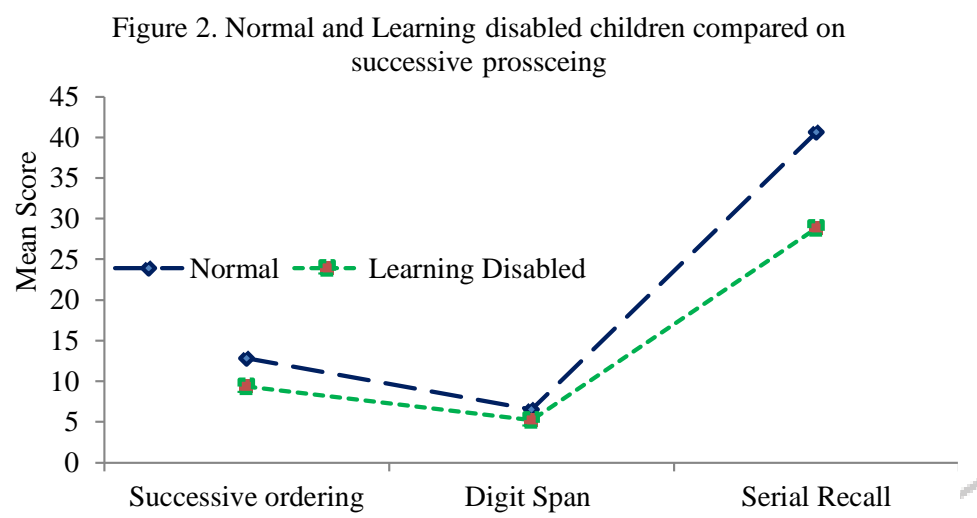 Figure 2. Normal and Learning disabled children compared on
successive prossceing
45
40
35
30
25
20
15
10
5
0
Mean Score
Normal
Learning Disabled
Successive ordering
Digit Span
Serial Recall